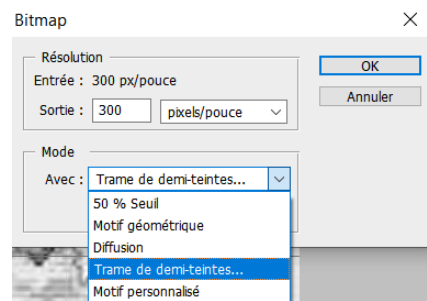 Bitmap
Résolution
Entrée : 300 px/pouce
Sortie : 300 pixels/pouce
OK
Annuler
Mode
Avec : Trame de demi-teintes...
50 % Seuil
Motif géométrique
Diffusion
Trame de demi-teintes...
Motif personnalisé